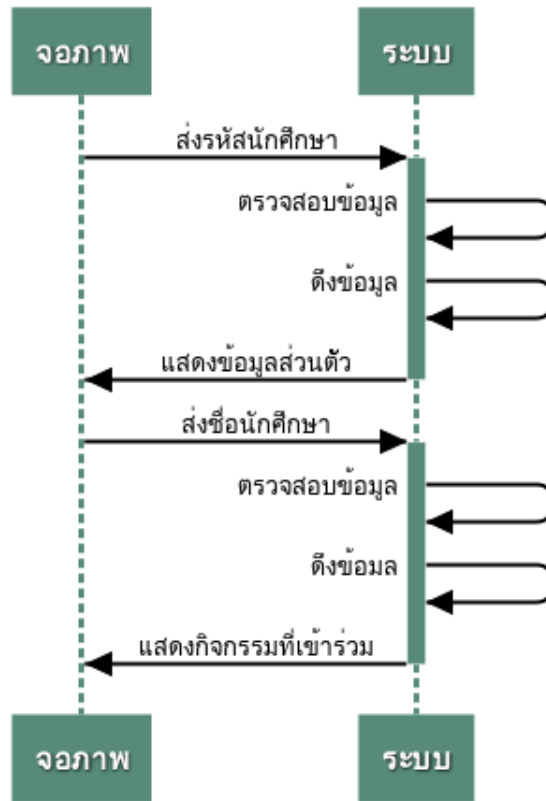 จอภาพ ระบบ
ส่งรหัสนักศึกษา
ตรวจสอบข้อมูล
ดึงข้อมูล
แสดงข้อมูลส่วนตัว
ส่งชื่อนักศึกษา
ตรวจสอบข้อมูล
ดึงข้อมล
แสดงกิจกรรมที่เข้าร่วม
จอภาพ ระบบ